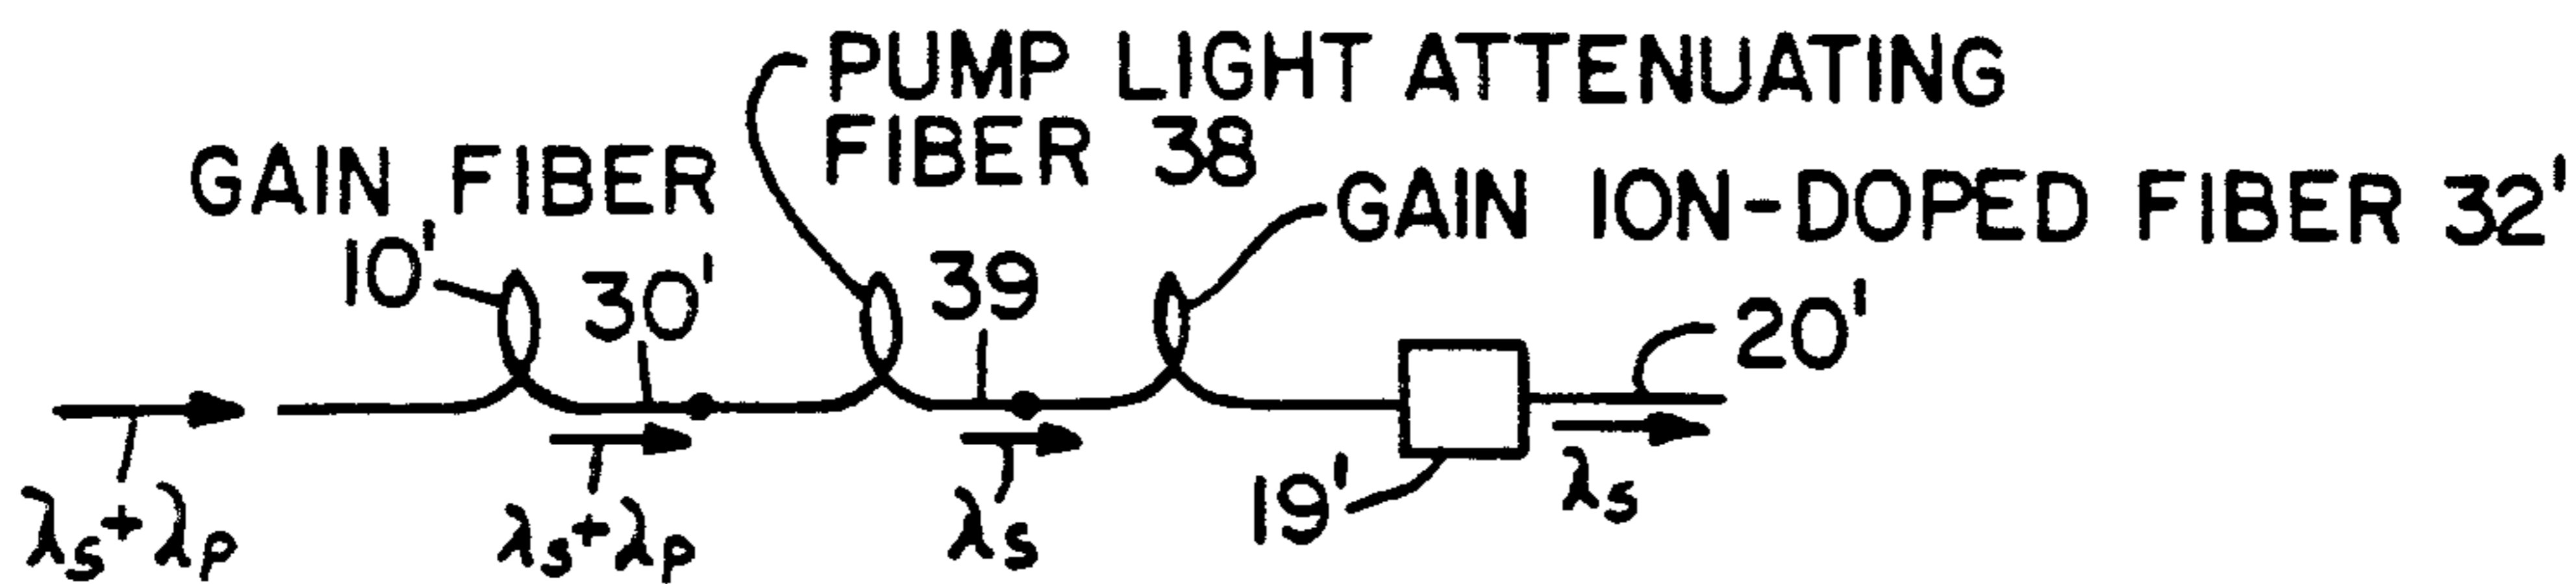 PUMP LIGHT ATTENUATING
FIBER 38
GAIN FIBER
10'
30'
39
GAIN ION-DOPED FIBER 32'
20'
19'
λs+λp
λs+λp
λs
λs